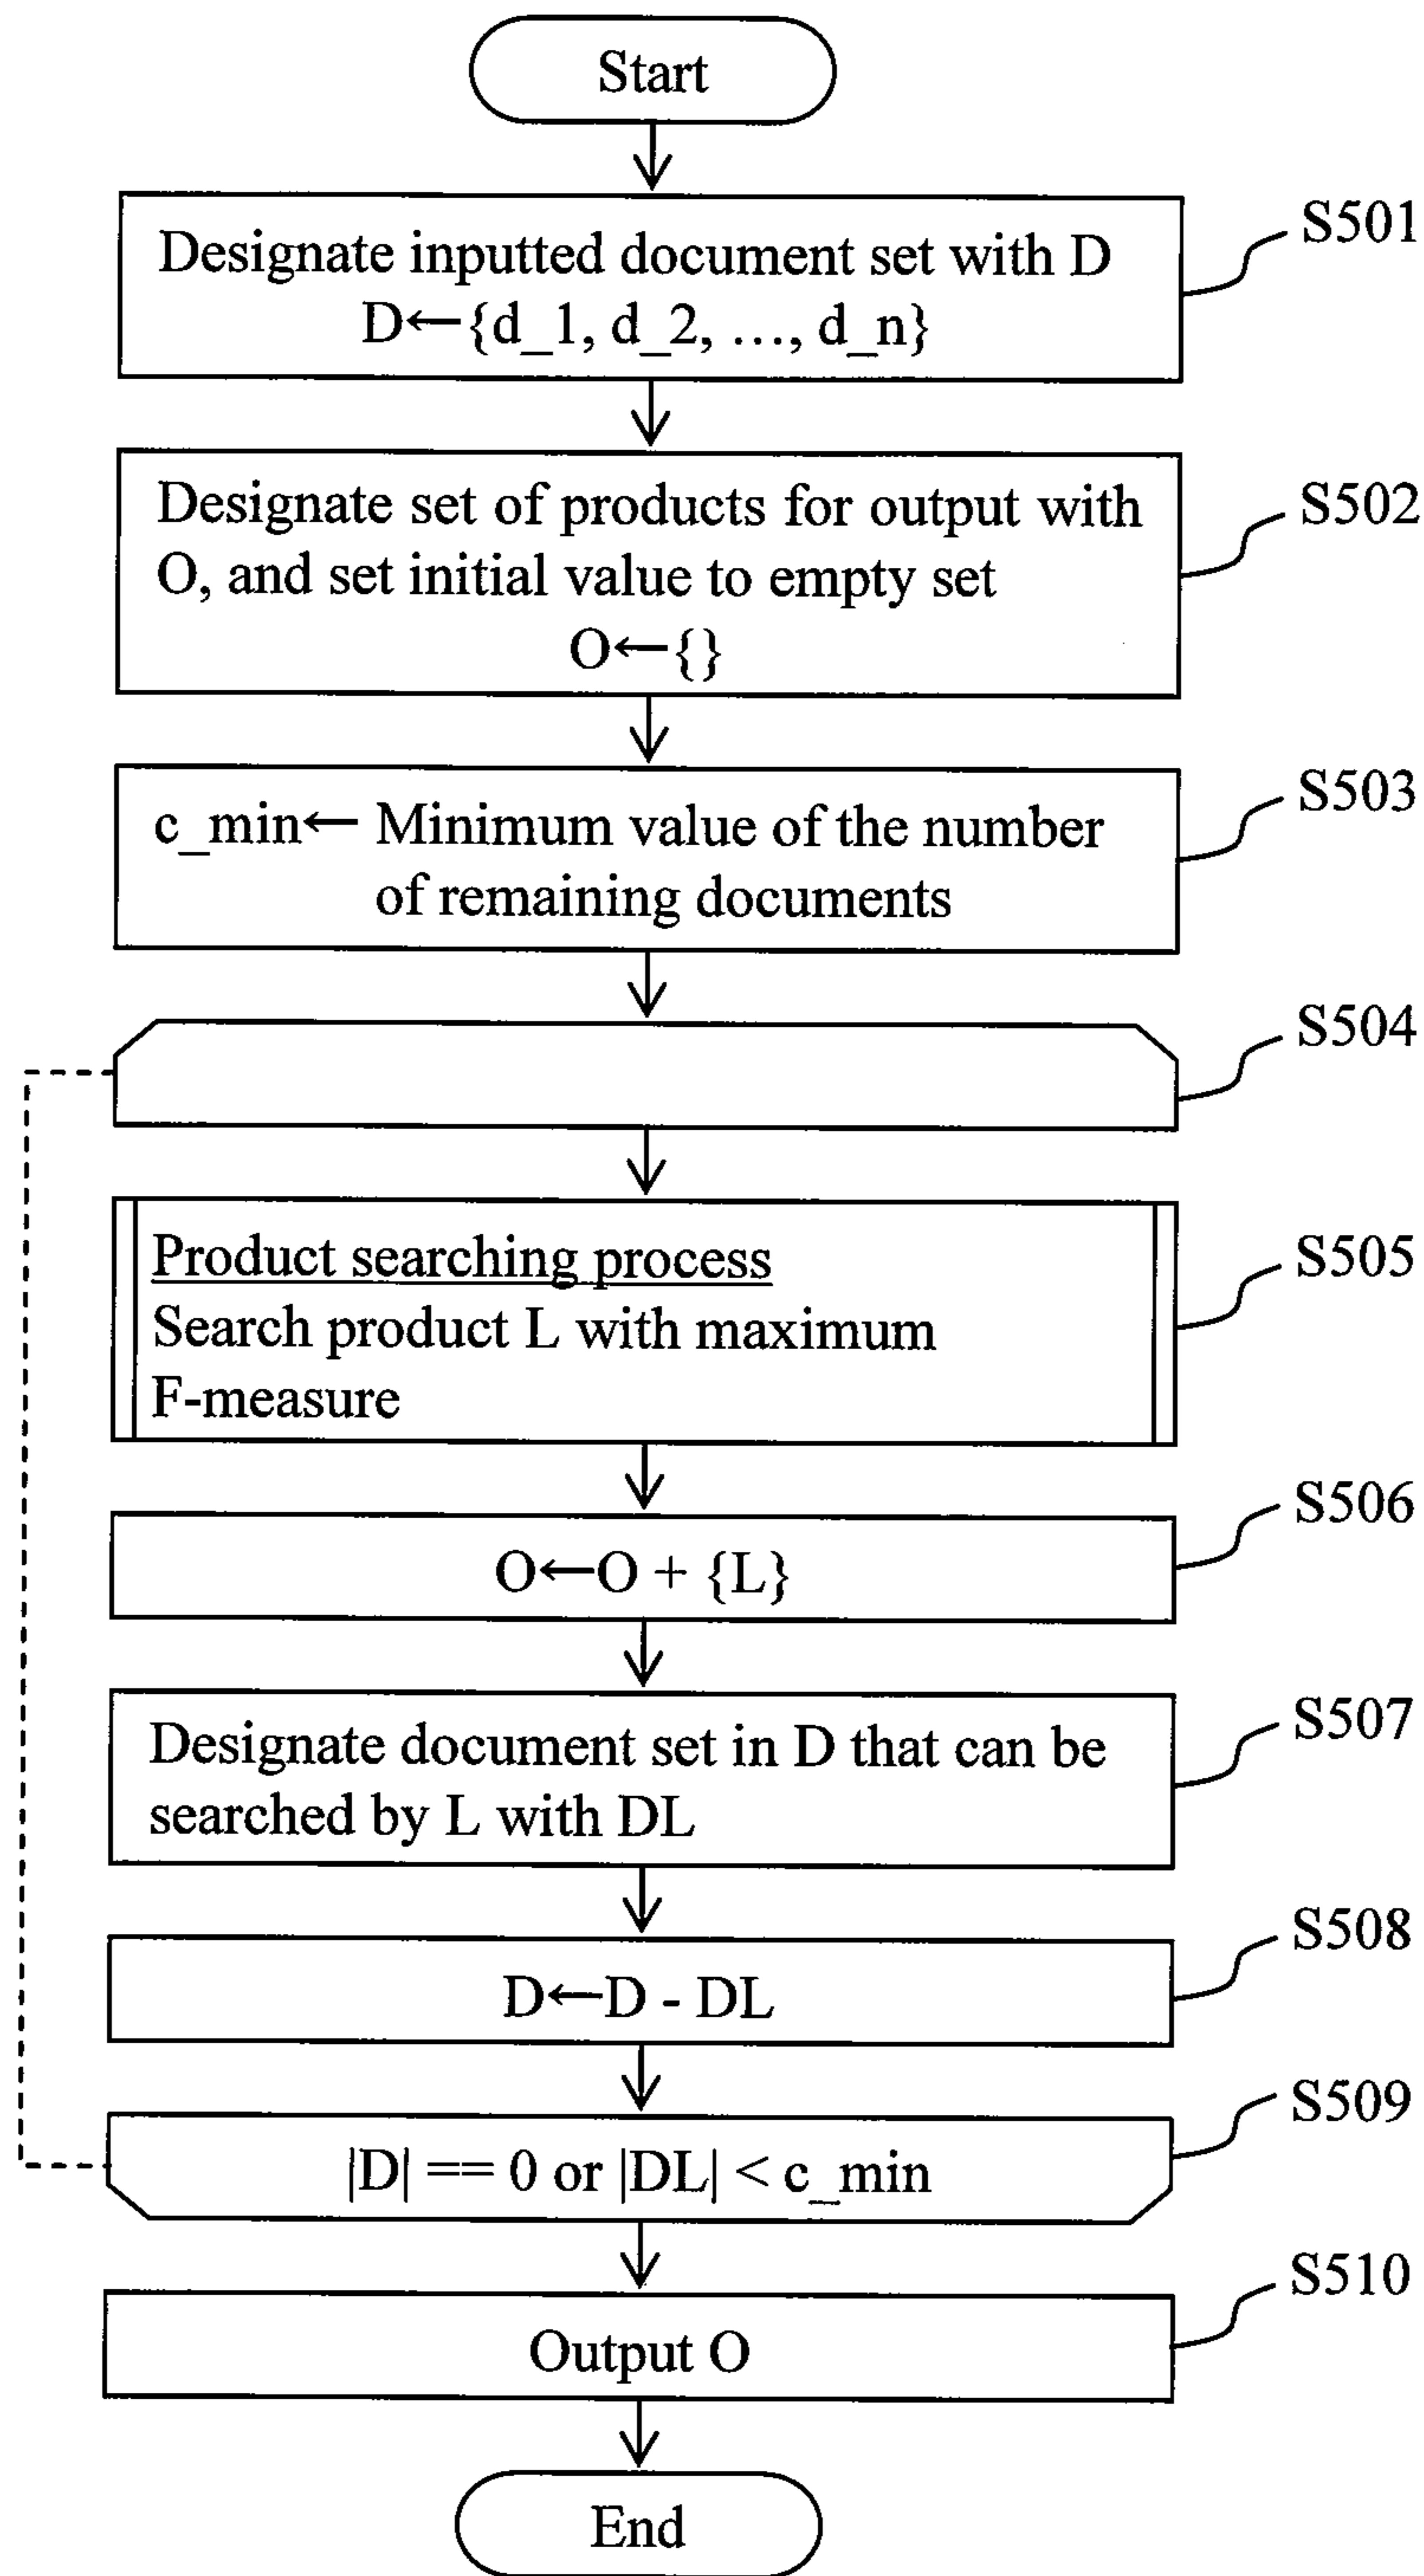 Start
S501
Designate inputted document set with D
D←{d_1, d_2, …, d_n}
S502
Designate set of products for output with
O, and set initial value to empty set
O←{}
S503
c_min← Minimum value of the number
of remaining documents
S504
S505
Product searching process
Search product L with maximum
F-measure
S506
O←O + {L}
S507
Designate document set in D that can be
searched by L with DL
S508
D←D - DL
S509
|D| == 0 or |DL| < c_min
S510
Output O
End